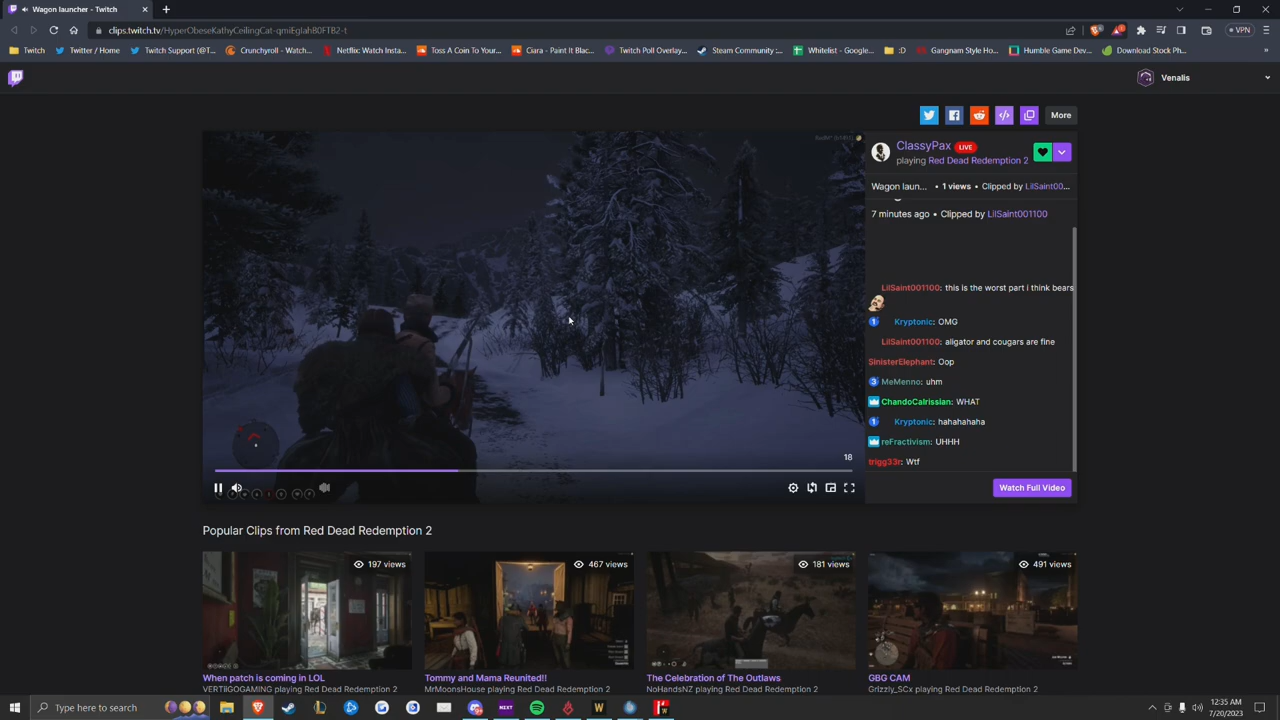 Wagon launcher - Twitch
clips.twitch.tv/HyperObeseKathyCeilingCat-qmiEgIah80FTB2-t
VPN
Twitch
Twitter / Home
Twitch Support (@T...
Crunchyroll - Watch...
Netflix: Watch Insta...
Toss A Coin To Your...
Ciara - Paint It Blac...
Twitch Poll Overlay...
Steam Community :...
Whitelist - Google...
:D
Gangnam Style Ho...
Humble Game Dev...
Download Stock Ph...
»
Venalis
More
ClassyPax LIVE
playing Red Dead Redemption 2
Wagon laun... • 1 views • Clipped by LilSaint00...
7 minutes ago • Clipped by LilSaint001100
LilSaint001100: this is the worst part i think bears
1 Kryptonic: OMG
LilSaint001100: aligator and cougars are fine
SinisterElephant: Oop
3 MeMenno: uhm
ChandoCalrissian: WHAT
1 Kryptonic: hahahahaha
reFractivism: UHHH
trigg33r: Wtf
18
Watch Full Video
Popular Clips from Red Dead Redemption 2
197 views
467 views
181 views
491 views
When patch is coming in LOL
VERTIIGOGAMING playing Red Dead Redemption 2
Tommy and Mama Reunited!!
MrMoonsHouse playing Red Dead Redemption 2
The Celebration of The Outlaws
NoHandsNZ playing Red Dead Redemption 2
GBG CAM
Grizzly_SCx playing Red Dead Redemption 2
Type here to search
NEXT
W
12:35 AM
7/20/2023